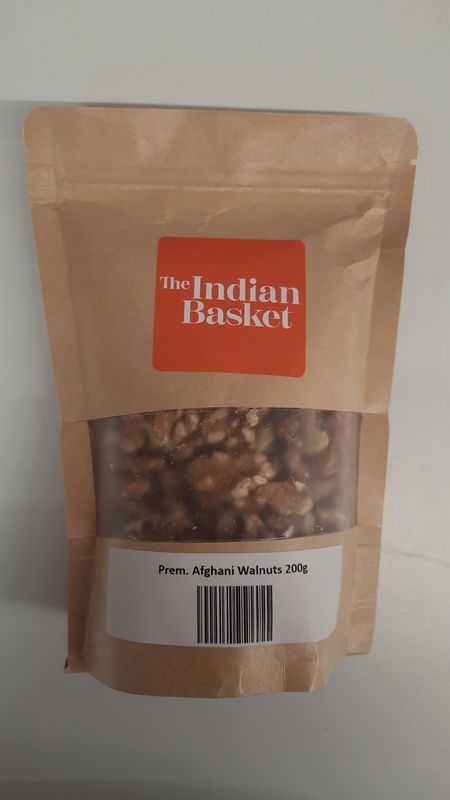 The Indian
Basket
Prem. Afghani Walnuts 200g